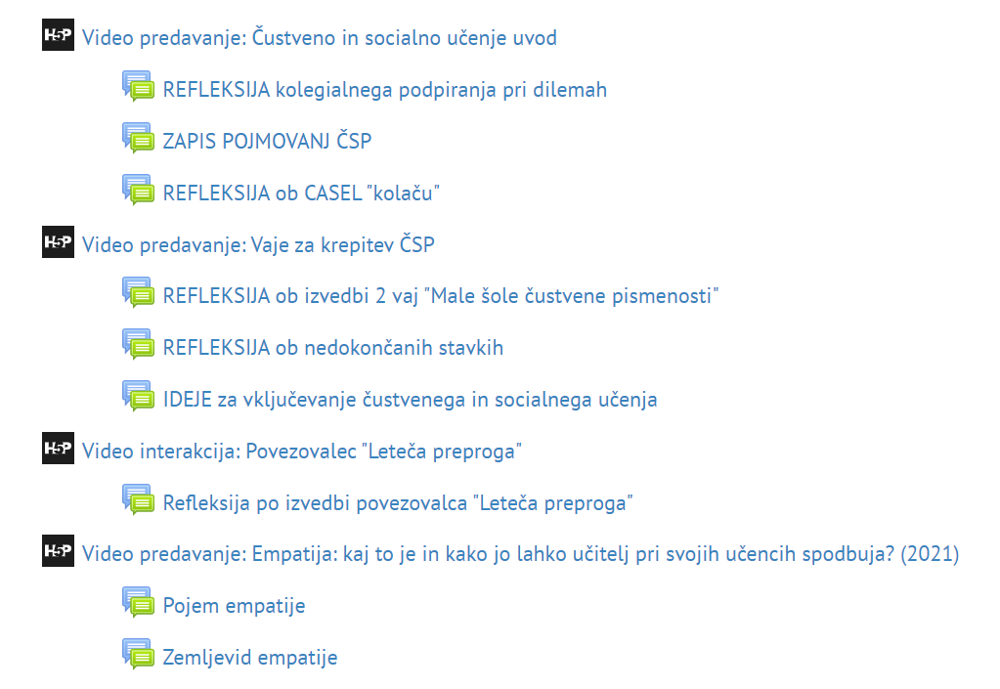 H5P Video predavanje: Čustveno in socialno učenje uvod
REFLEKSIJA kolegialnega podpiranja pri dilemah
ZAPIS POJMOVANJ ČSP
REFLEKSIJA ob CASEL "kolaču"
H5P Video predavanje: Vaje za krepitev ČSP
REFLEKSIJA ob izvedbi 2 vaj "Male šole čustvene pismenosti"
REFLEKSIJA ob nedokončanih stavkih
IDEJE za vključevanje čustvenega in socialnega učenja
H5P Video interakcija: Povezovalec "Leteča preproga"
Refleksija po izvedbi povezovalca "Leteča preproga"
H5P Video predavanje: Empatija: kaj to je in kako jo lahko učitelj pri svojih učencih spodbuja? (2021)
Pojem empatije
Zemljevid empatije